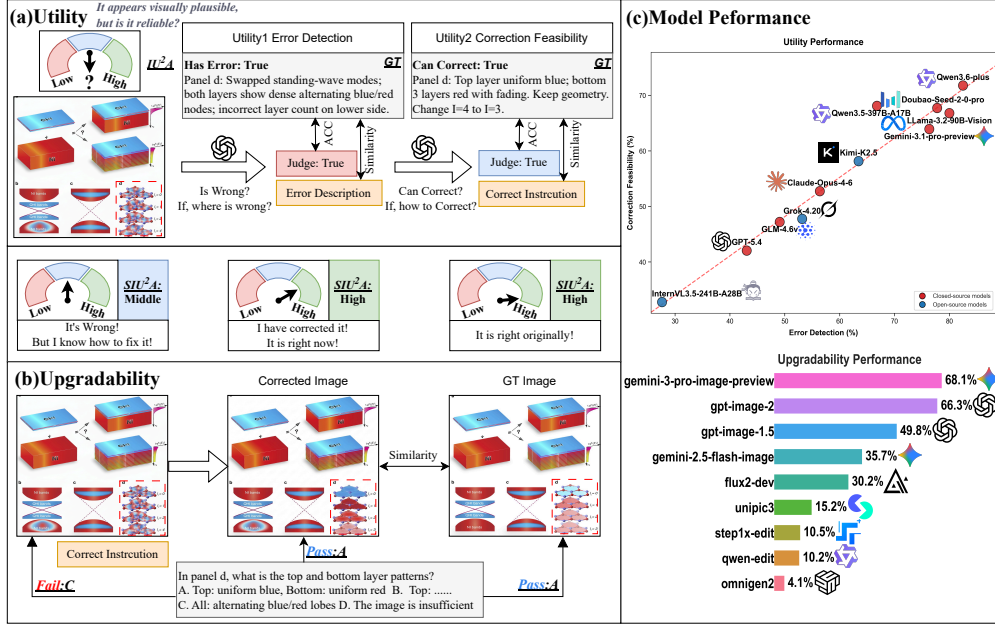 (a)Utility
It appears visually plausible,
but is it reliable?
Low
?
High
IU²A
Utility1 Error Detection
Has Error: True
GT
Panel d: Swapped standing-wave modes;
both layers show dense alternating blue/red
nodes; incorrect layer count on lower side.
ACC
Similarity
Judge: True
Error Description
Is Wrong?
If, where is wrong?
Utility2 Correction Feasibility
Can Correct: True
GT
Panel d: Top layer uniform blue; bottom
3 layers red with fading. Keep geometry.
Change I=4 to I=3.
ACC
Similarity
Judge: True
Correct Instrcution
Can Correct?
If, how to Correct?
Low
High
SIU²A:
Middle
It's Wrong!
But I know how to fix it!
Low
High
SIU²A:
High
I have corrected it!
It is right now!
Low
High
SIU²A:
High
It is right originally!
(b)Upgradability
Corrected Image
GT Image
Similarity
Correct Instrcution
Fail:C
Pass:A
Pass:A
In panel d, what is the top and bottom layer patterns?
A. Top: uniform blue, Bottom: uniform red B. Top: ......
C. All: alternating blue/red lobes D. The image is insufficient
(c)Model Peformance
Utility Performance
Correction Feasibility (%)
70
60
50
40
Qwen3.6-plus
Doubao-Seed-2-0-pro
Qwen3.5-397B-A17B
LLama-3.2-90B-Vision
Gemini-3.1-pro-preview
Kimi-K2.5
Claude-Opus-4-6
Grok-4.20
GLM-4.6v
GPT-5.4
InternVL3.5-241B-A28B
Closed-source models
Open-source models
30 40 50 60 70 80
Error Detection (%)
Upgradability Performance
gemini-3-pro-image-preview 68.1%
gpt-image-2 66.3%
gpt-image-1.5 49.8%
gemini-2.5-flash-image 35.7%
flux2-dev 30.2%
unipic3 15.2%
step1x-edit 10.5%
qwen-edit 10.2%
omnigen2 4.1%